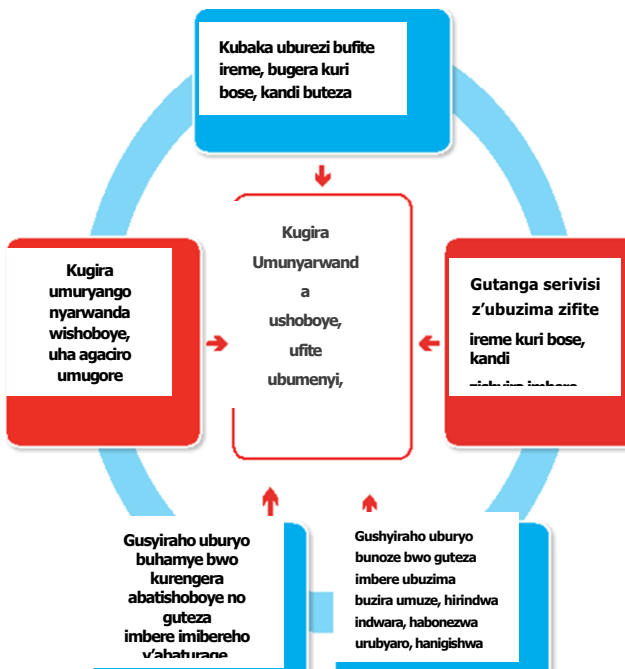 Kubaka uburezi bufite
ireme, bugera kuri
bose, kandi buteza
Kugira
umuryango
nyarwanda
wishoboye,
uha agaciro
umugore
Kugira
Umunyarwand
a
ushoboye,
ufite
ubumenyi,
Gutanga serivisi
z'ubuzima zifite
ireme kuri bose,
kandi
Gusyiraho uburyo
buhamye bwo
kurengera
abatishoboye no
guteza
imbere imibereho
y'abaturage
Gushyiraho uburyo
bunoze bwo guteza
imbere ubuzima
buzira umuze, hirindwa
indwara, habonezwa
urubyaro, hanigishwa